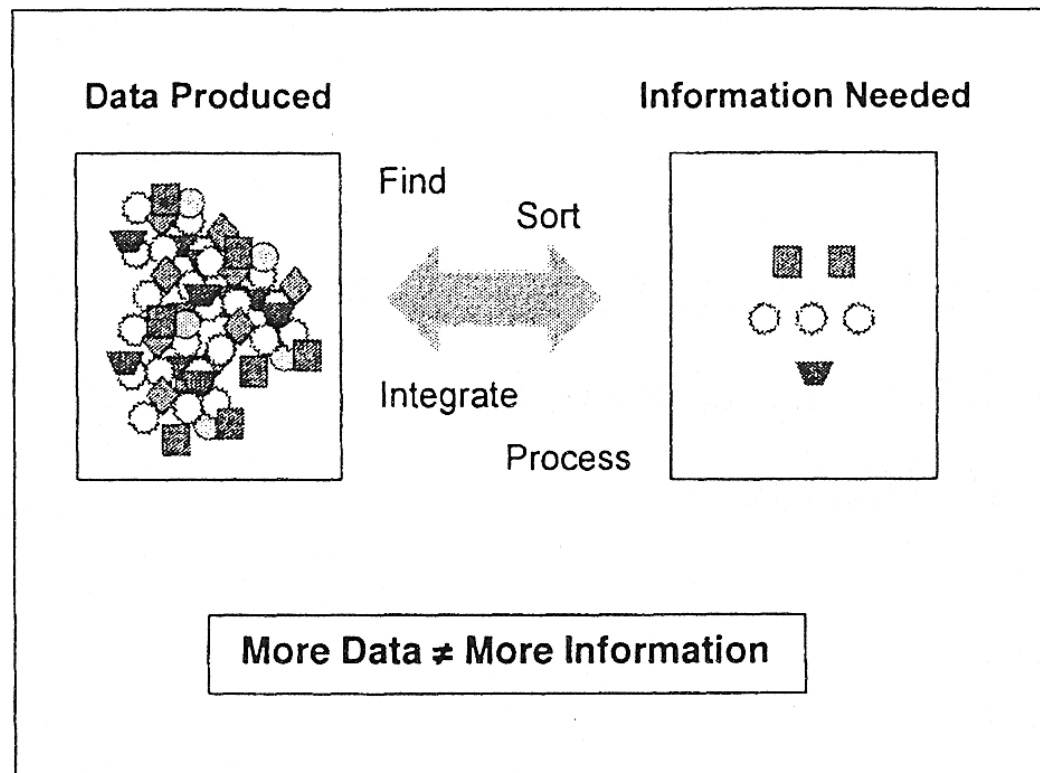 Data Produced
Information Needed
Find
Sort
Integrate
Process
More Data ≠ More Information